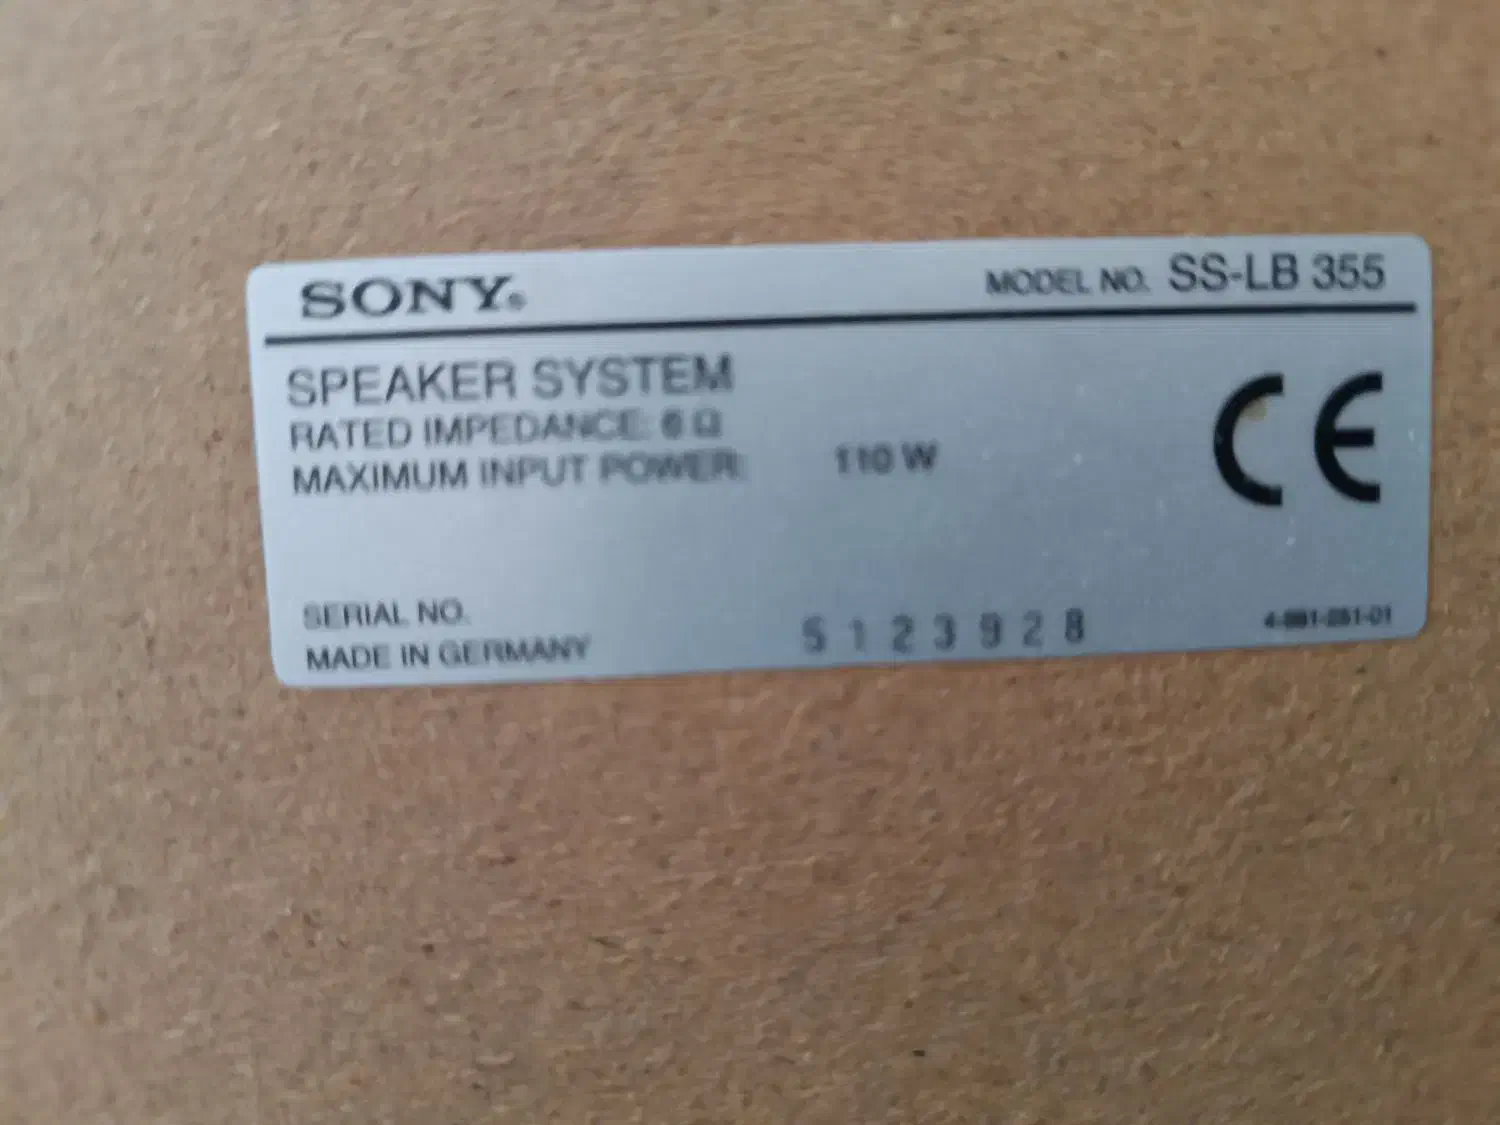 SONY®
MODEL NO. SS-LB 355
SPEAKER SYSTEM
RATED IMPEDANCE: 6 Ω
MAXIMUM INPUT POWER: 110 W
CE
SERIAL NO.
MADE IN GERMANY
5123928